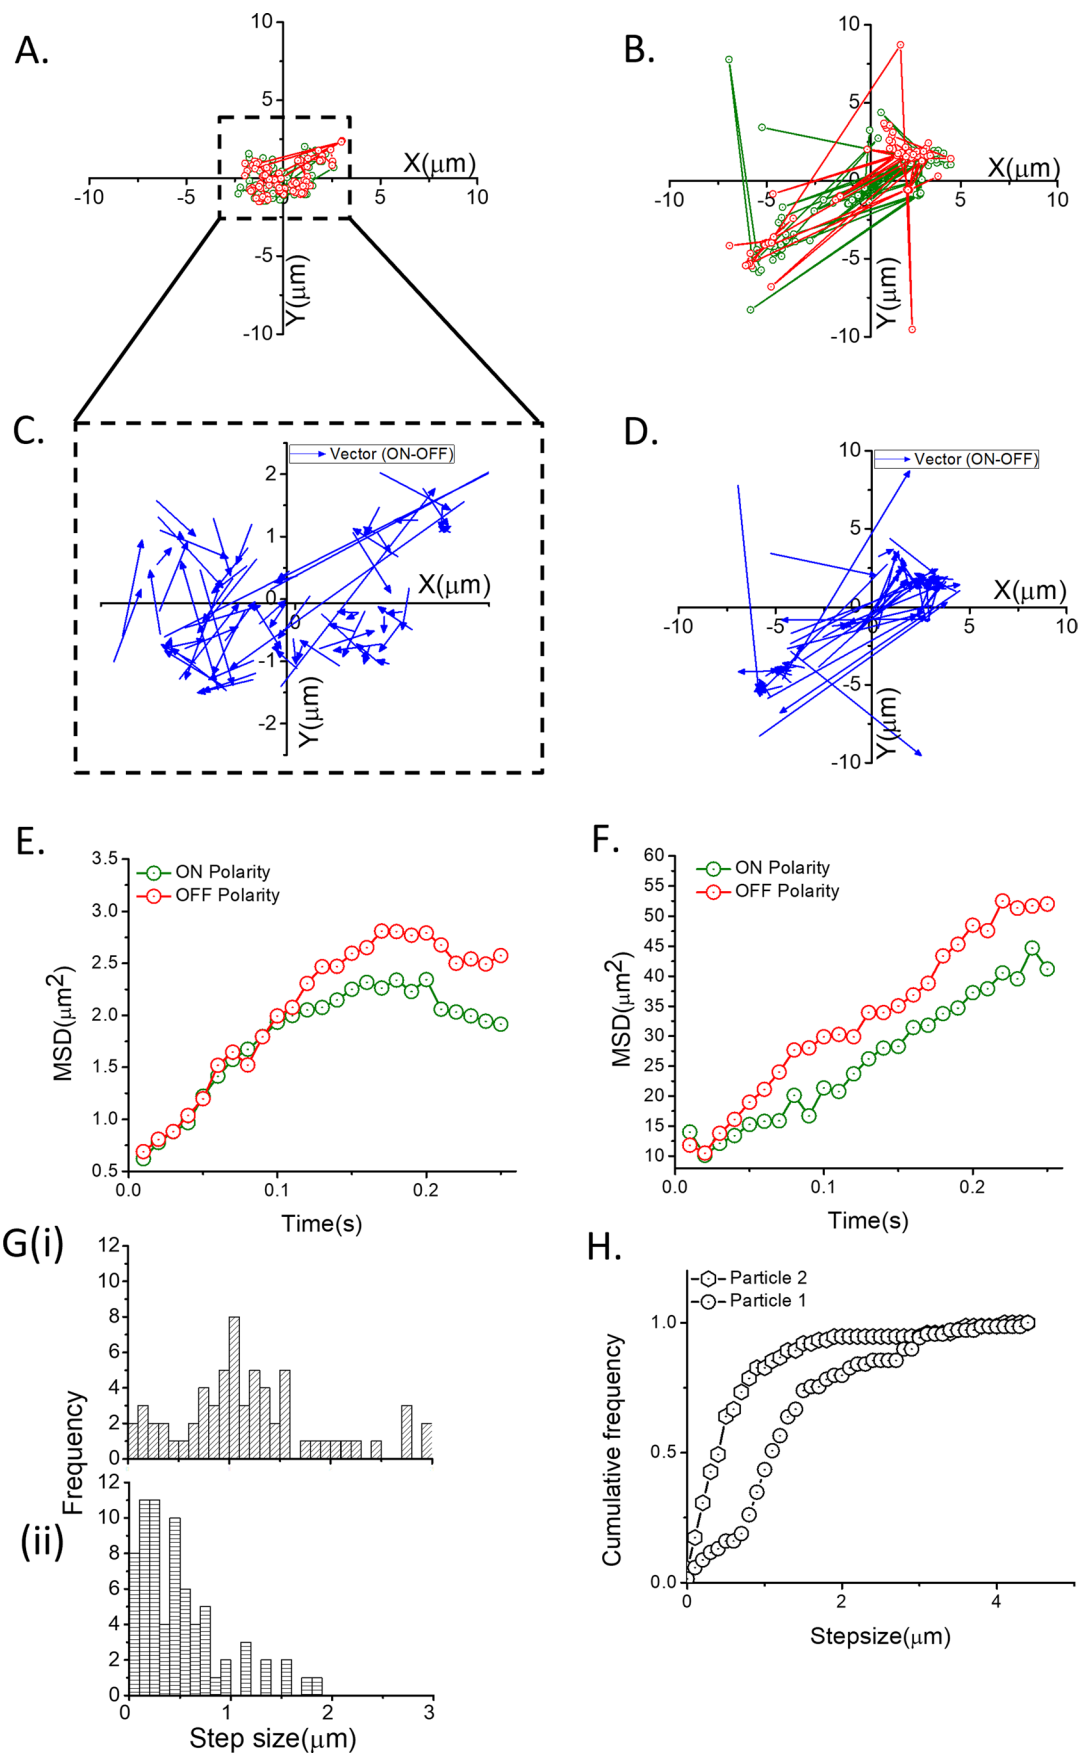 A.
10
5
X(μm)
-10
-5
0
5
10
-5
Y(μm)
-10
B.
10
5
0
X(μm)
-10
-5
0
5
10
-5
Y(μm)
-10
C.
Vector (ON-OFF)
2
1
X(μm)
0
0
-1
Y(μm)
-2
D.
10
Vector (ON-OFF)
5
X(μm)
0
-10
-5
0
5
10
-5
Y(μm)
-10
E.
3.5
ON Polarity
OFF Polarity
3.0
2.5
2.0
1.5
1.0
0.5
MSD(μm²)
0.0
0.1
0.2
Time(s)
F.
60
ON Polarity
OFF Polarity
55
50
45
40
35
30
25
20
15
10
MSD(μm²)
0.0
0.1
0.2
Time(s)
G(i)
12
10
8
6
4
2
0
Frequency
(ii)
12
10
8
6
4
2
0
0
1
2
3
Step size(μm)
H.
Particle 2
Particle 1
1.0
0.5
0.0
Cumulative frequency
0
2
4
Stepsize(μm)